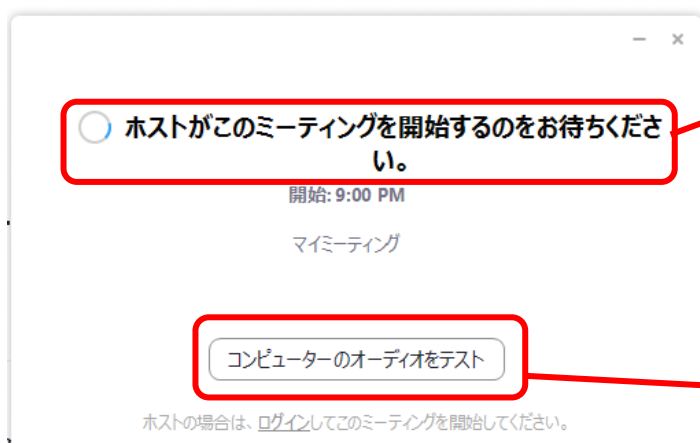 ホストがこのミーティングを開始するのをお待ちくださ
い。
開始: 9:00 PM
マイミーティング
コンピューターのオーディオをテスト
ホストの場合は、ログインしてこのミーティングを開始してください。